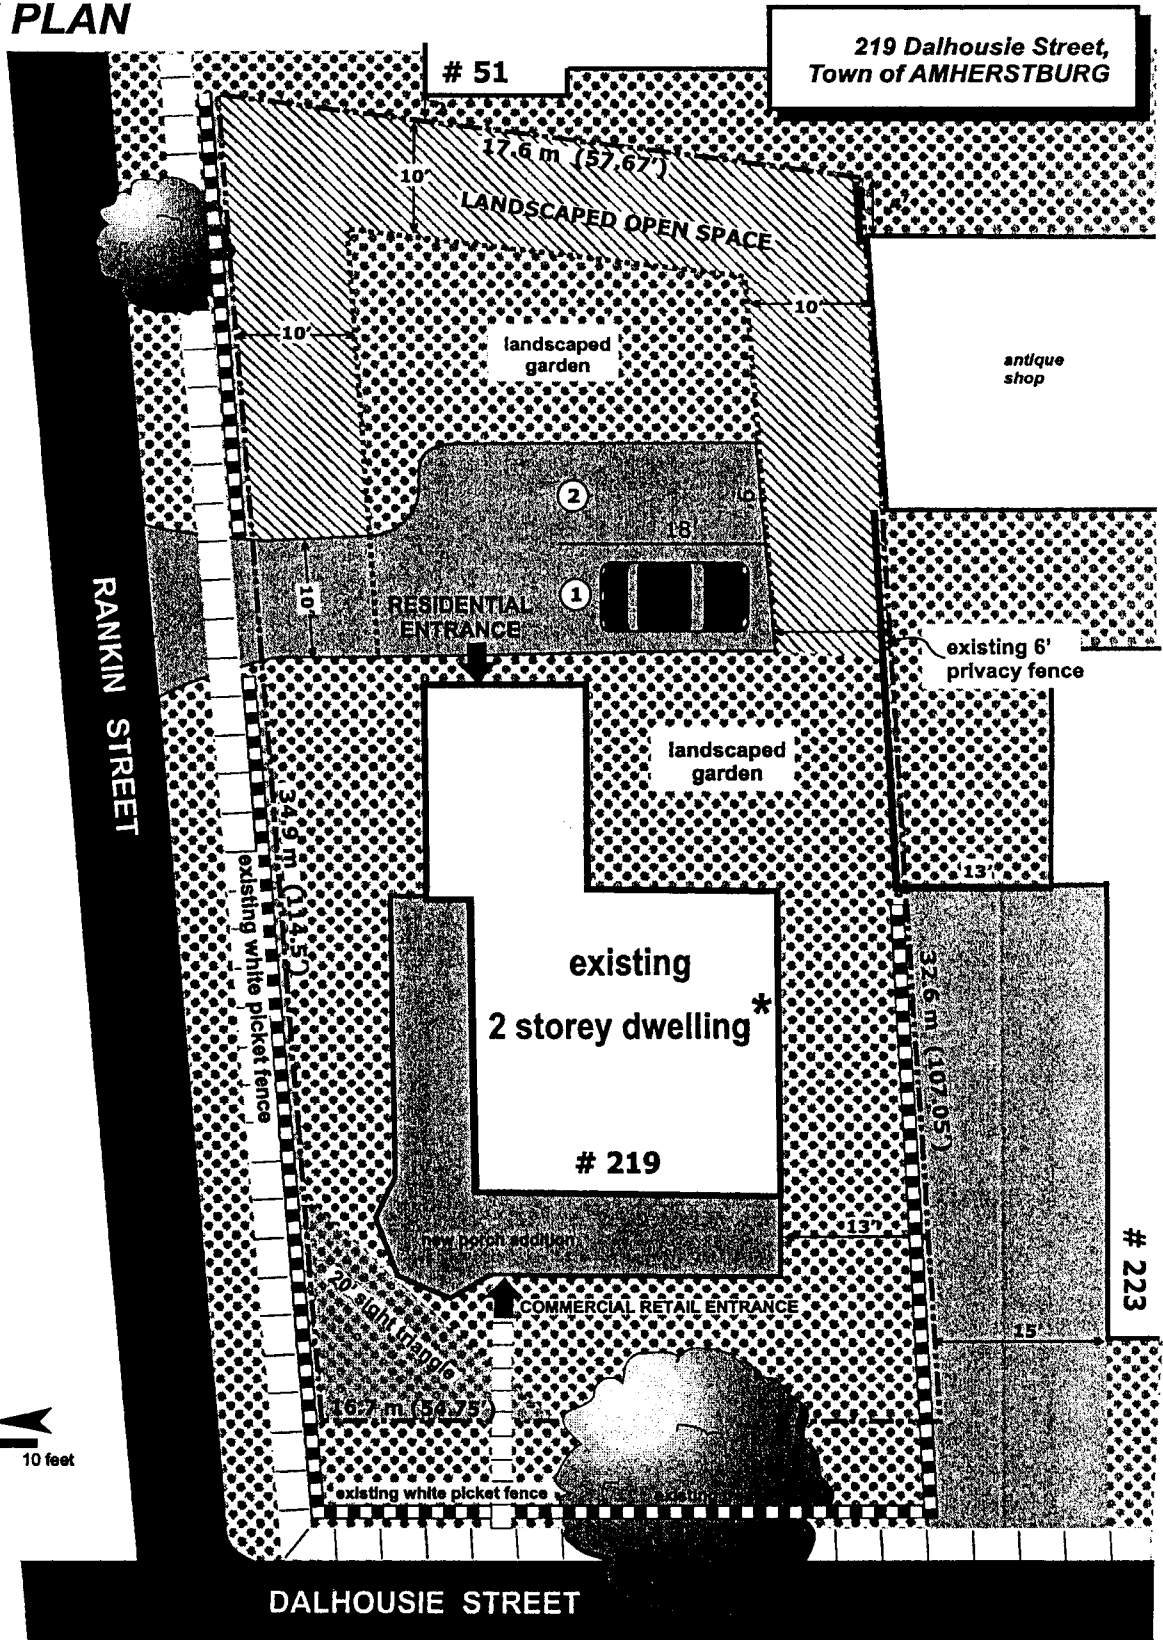 PLAN
219 Dalhousie Street,
Town of AMHERSTBURG
# 51
17.6 m (57.67')
10'
LANDSCAPED OPEN SPACE
10'
10'
landscaped
garden
antique
shop
2
18'
10'
1
RESIDENTIAL
ENTRANCE
RANKIN STREET
existing 6'
privacy fence
landscaped
garden
34.9 m (114.5')
existing white picket fence
13'
existing
2 storey dwelling*
32.6 m (107.05')
# 219
new porch addition
13'
# 223
20' sight triangle
COMMERCIAL RETAIL ENTRANCE
15'
16.7 m (54.75')
10 feet
existing white picket fence
existing
DALHOUSIE STREET